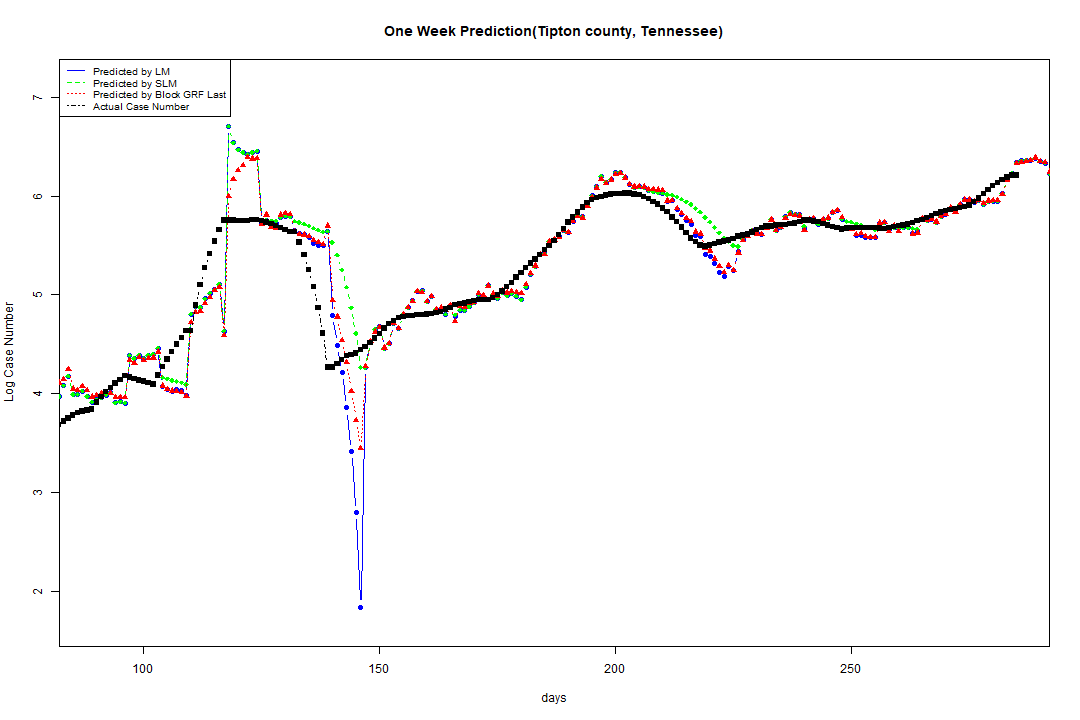 One Week Prediction(Tipton county, Tennessee)
Predicted by LM
Predicted by SLM
Predicted by Block GRF Last
Actual Case Number
7
6
5
4
3
2
Log Case Number
100 150 200 250
days